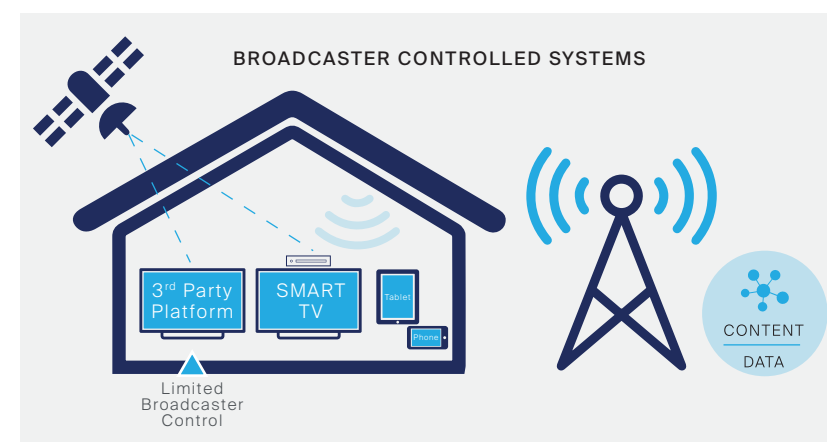 BROADCASTER CONTROLLED SYSTEMS
3rd Party
Platform
SMART
TV
Tablet
Phone
CONTENT
DATA
Limited
Broadcaster
Control